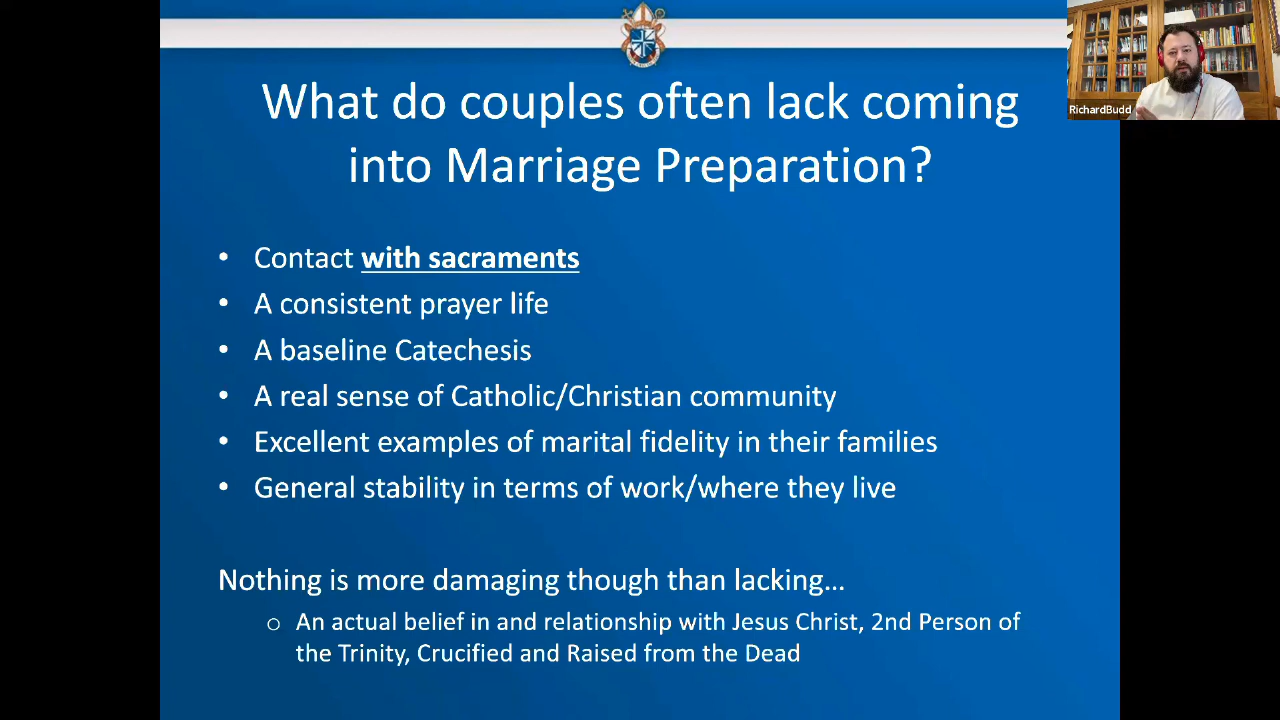 RichardBudd
What do couples often lack coming
into Marriage Preparation?
• Contact with sacraments
• A consistent prayer life
• A baseline Catechesis
• A real sense of Catholic/Christian community
• Excellent examples of marital fidelity in their families
• General stability in terms of work/where they live
Nothing is more damaging though than lacking...
o An actual belief in and relationship with Jesus Christ, 2nd Person of
the Trinity, Crucified and Raised from the Dead